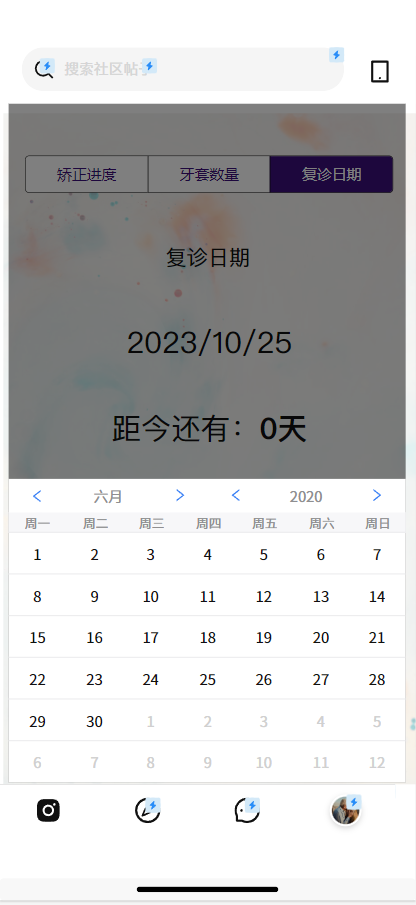 搜索社区帖子
矫正进度 牙套数量 复诊日期
复诊日期
2023/10/25
距今还有：0天
六月 2020
周一 周二 周三 周四 周五 周六 周日
1 2 3 4 5 6 7
8 9 10 11 12 13 14
15 16 17 18 19 20 21
22 23 24 25 26 27 28
29 30 1 2 3 4 5
6 7 8 9 10 11 12